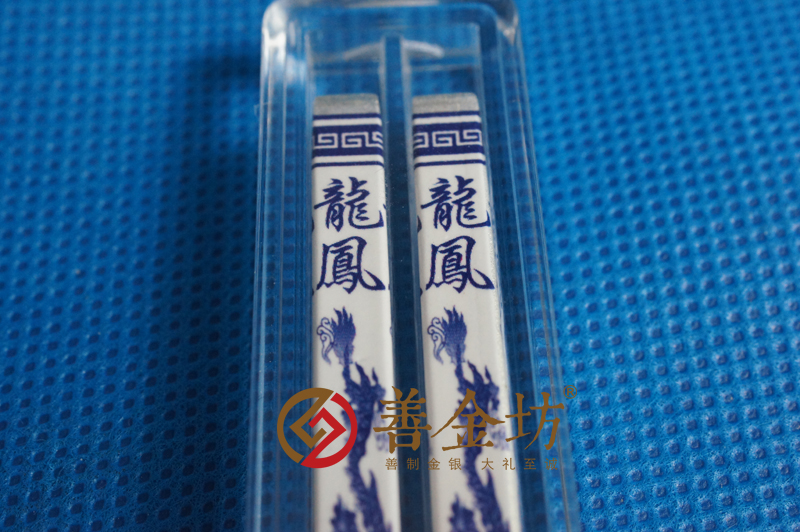 龍鳳
龍鳳
善金坊
善制金银 大礼至